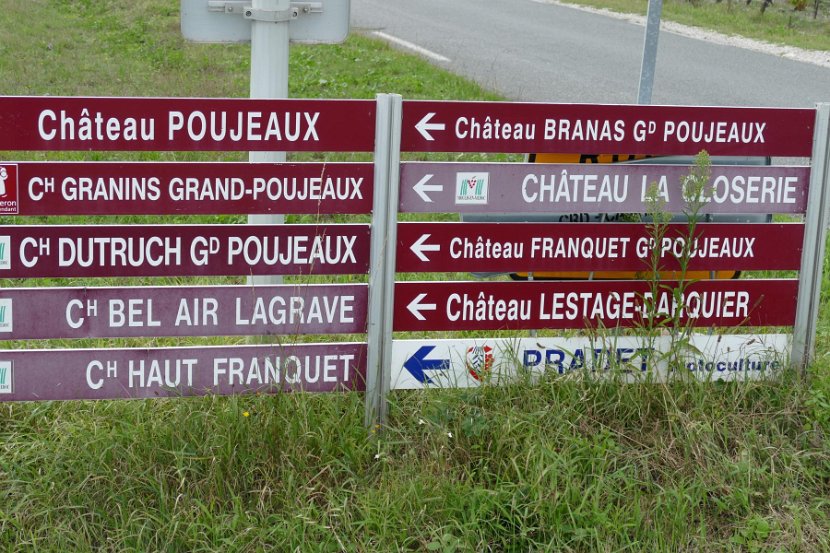 Château POUJEAUX
CH GRANINS GRAND-POUJEAUX
CH DUTRUCH GD POUJEAUX
CH BEL AIR LAGRAVE
CH HAUT FRANQUET
Château BRANAS GD POUJEAUX
CHÂTEAU LA CLOSERIE
Château FRANQUET GD POUJEAUX
Château LESTAGE-DARQUIER
PRADET Motoculture